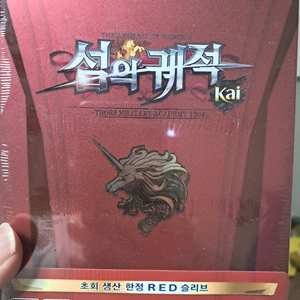 THE LEGEND OF HEROES
섬의 궤적
Kai
THORS MILITARY ACADEMY 1204
초회 생산 한정 RED 슬리브